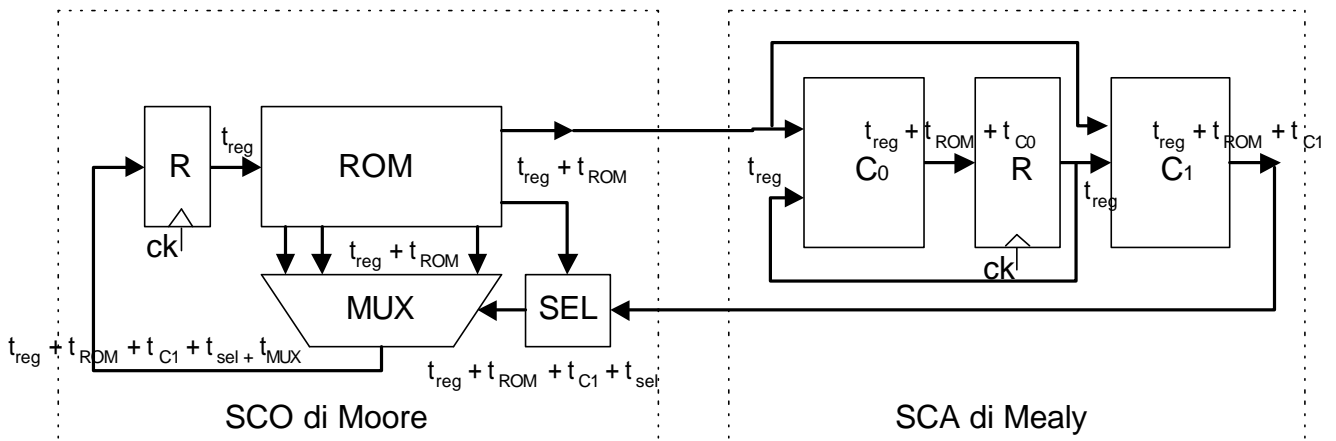 t_reg
R
ROM
ck
t_reg + t_ROM
t_reg + t_ROM
MUX
SEL
t_reg + t_ROM + t_C1 + t_sel + t_MUX
t_reg + t_ROM + t_C1 + t_sel
SCO di Moore
t_reg
t_reg + t_ROM + t_C0
C0
R
ck
t_reg
t_reg + t_ROM + t_C1
C1
SCA di Mealy